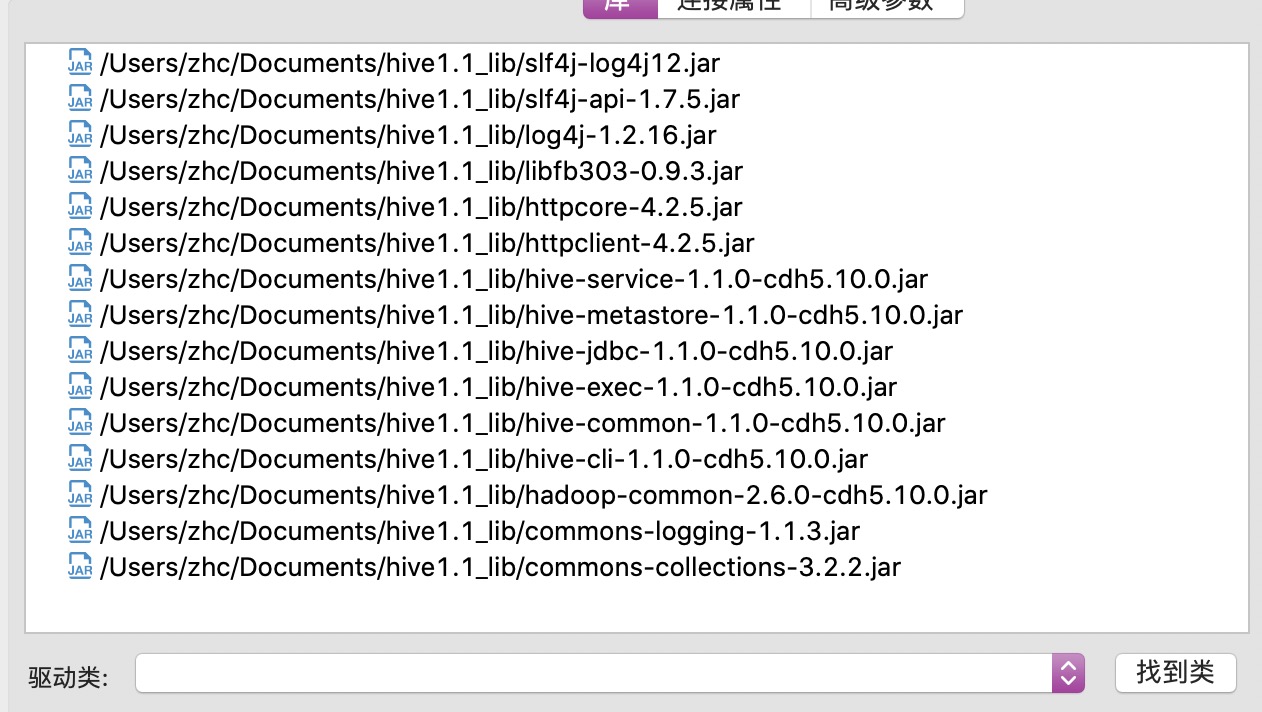 库 连接属性 高级参数
JAR /Users/zhc/Documents/hive1.1_lib/slf4j-log4j12.jar
JAR /Users/zhc/Documents/hive1.1_lib/slf4j-api-1.7.5.jar
JAR /Users/zhc/Documents/hive1.1_lib/log4j-1.2.16.jar
JAR /Users/zhc/Documents/hive1.1_lib/libfb303-0.9.3.jar
JAR /Users/zhc/Documents/hive1.1_lib/httpcore-4.2.5.jar
JAR /Users/zhc/Documents/hive1.1_lib/httpclient-4.2.5.jar
JAR /Users/zhc/Documents/hive1.1_lib/hive-service-1.1.0-cdh5.10.0.jar
JAR /Users/zhc/Documents/hive1.1_lib/hive-metastore-1.1.0-cdh5.10.0.jar
JAR /Users/zhc/Documents/hive1.1_lib/hive-jdbc-1.1.0-cdh5.10.0.jar
JAR /Users/zhc/Documents/hive1.1_lib/hive-exec-1.1.0-cdh5.10.0.jar
JAR /Users/zhc/Documents/hive1.1_lib/hive-common-1.1.0-cdh5.10.0.jar
JAR /Users/zhc/Documents/hive1.1_lib/hive-cli-1.1.0-cdh5.10.0.jar
JAR /Users/zhc/Documents/hive1.1_lib/hadoop-common-2.6.0-cdh5.10.0.jar
JAR /Users/zhc/Documents/hive1.1_lib/commons-logging-1.1.3.jar
JAR /Users/zhc/Documents/hive1.1_lib/commons-collections-3.2.2.jar
驱动类: 找到类